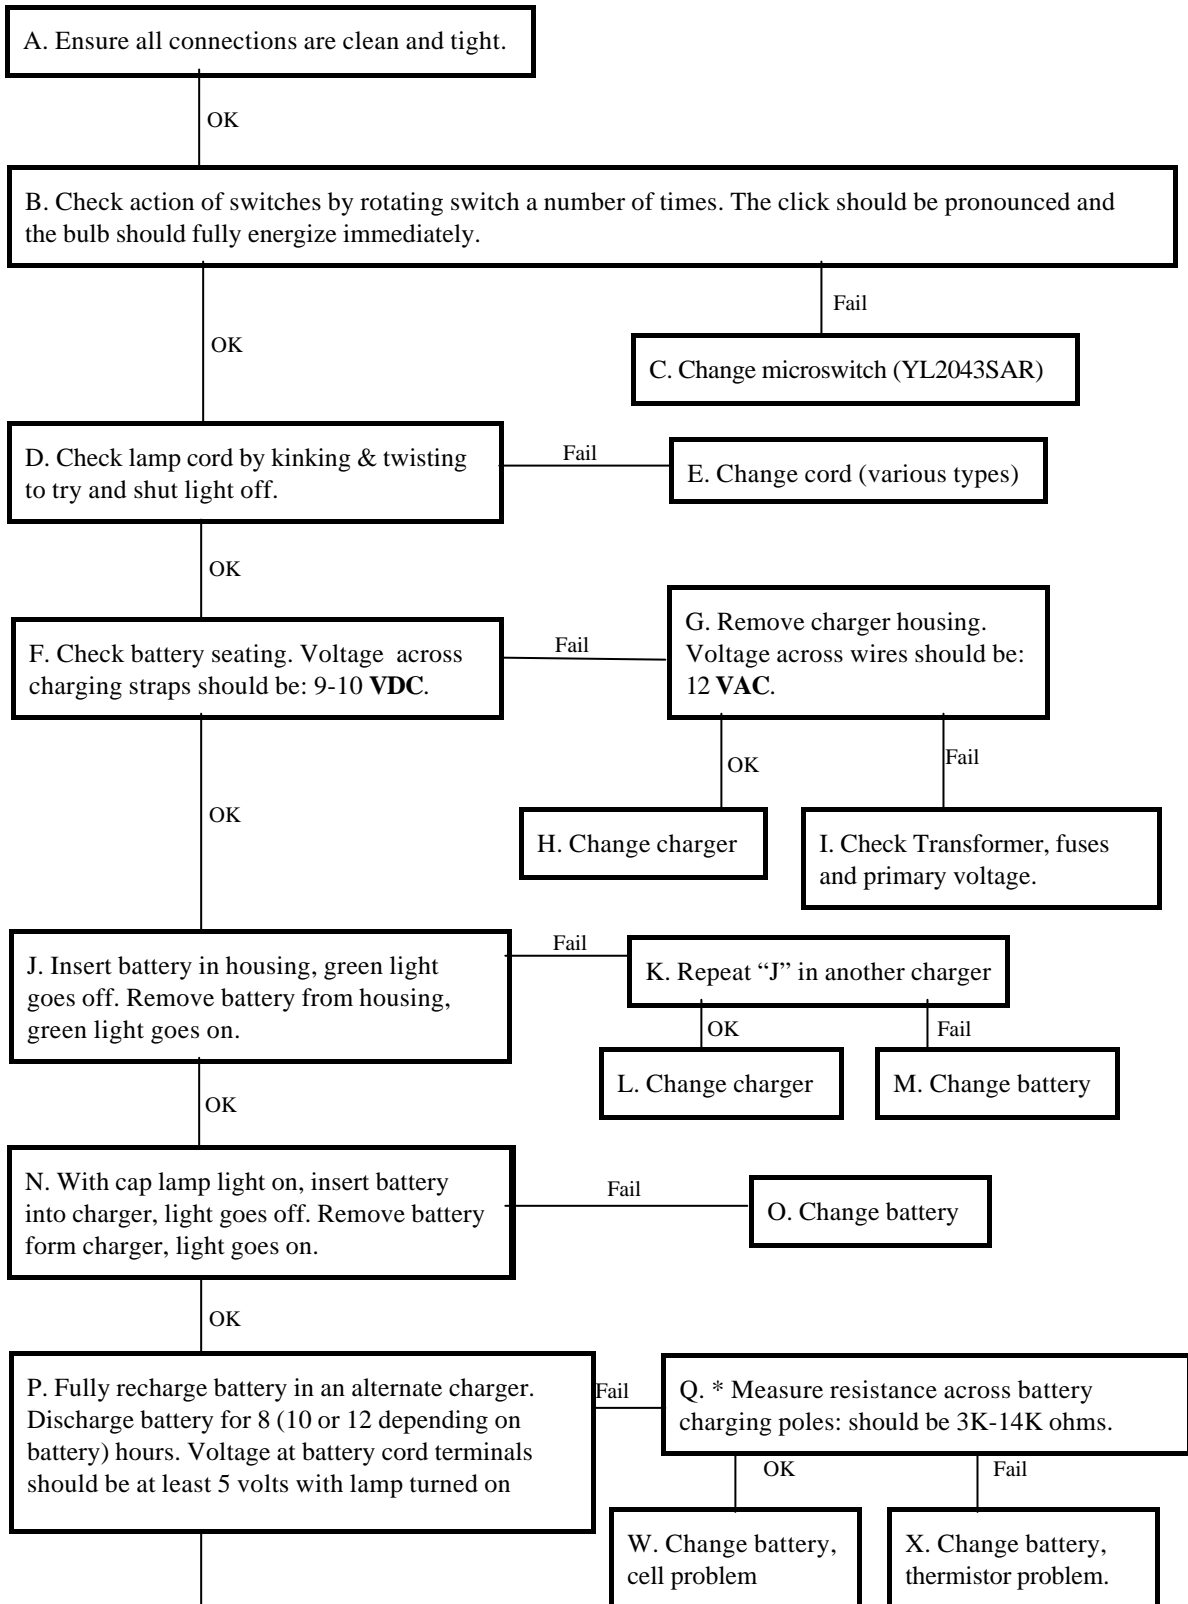 A. Ensure all connections are clean and tight.
OK
B. Check action of switches by rotating switch a number of times. The click should be pronounced and
the bulb should fully energize immediately.
Fail
OK
C. Change microswitch (YL2043SAR)
D. Check lamp cord by kinking & twisting
to try and shut light off.
Fail
E. Change cord (various types)
OK
F. Check battery seating. Voltage across
charging straps should be: 9-10 VDC.
Fail
G. Remove charger housing.
Voltage across wires should be:
12 VAC.
OK
Fail
OK
H. Change charger
I. Check Transformer, fuses
and primary voltage.
J. Insert battery in housing, green light
goes off. Remove battery from housing,
green light goes on.
Fail
K. Repeat “J” in another charger
OK
Fail
L. Change charger
M. Change battery
OK
N. With cap lamp light on, insert battery
into charger, light goes off. Remove battery
form charger, light goes on.
Fail
O. Change battery
OK
P. Fully recharge battery in an alternate charger.
Discharge battery for 8 (10 or 12 depending on
battery) hours. Voltage at battery cord terminals
should be at least 5 volts with lamp turned on
Fail
Q. * Measure resistance across battery
charging poles: should be 3K-14K ohms.
OK
Fail
W. Change battery,
cell problem
X. Change battery,
thermistor problem.